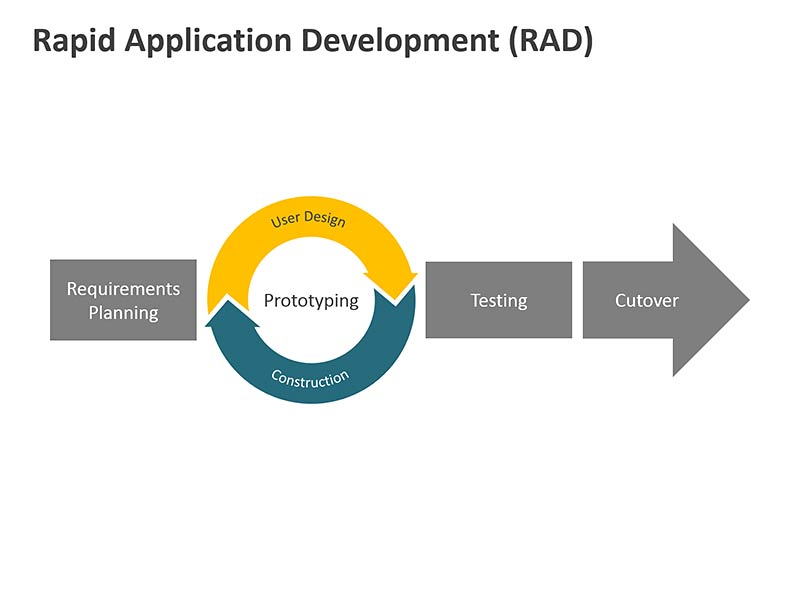 Rapid Application Development (RAD)
User Design
Requirements
Planning
Prototyping
Testing
Cutover
Construction